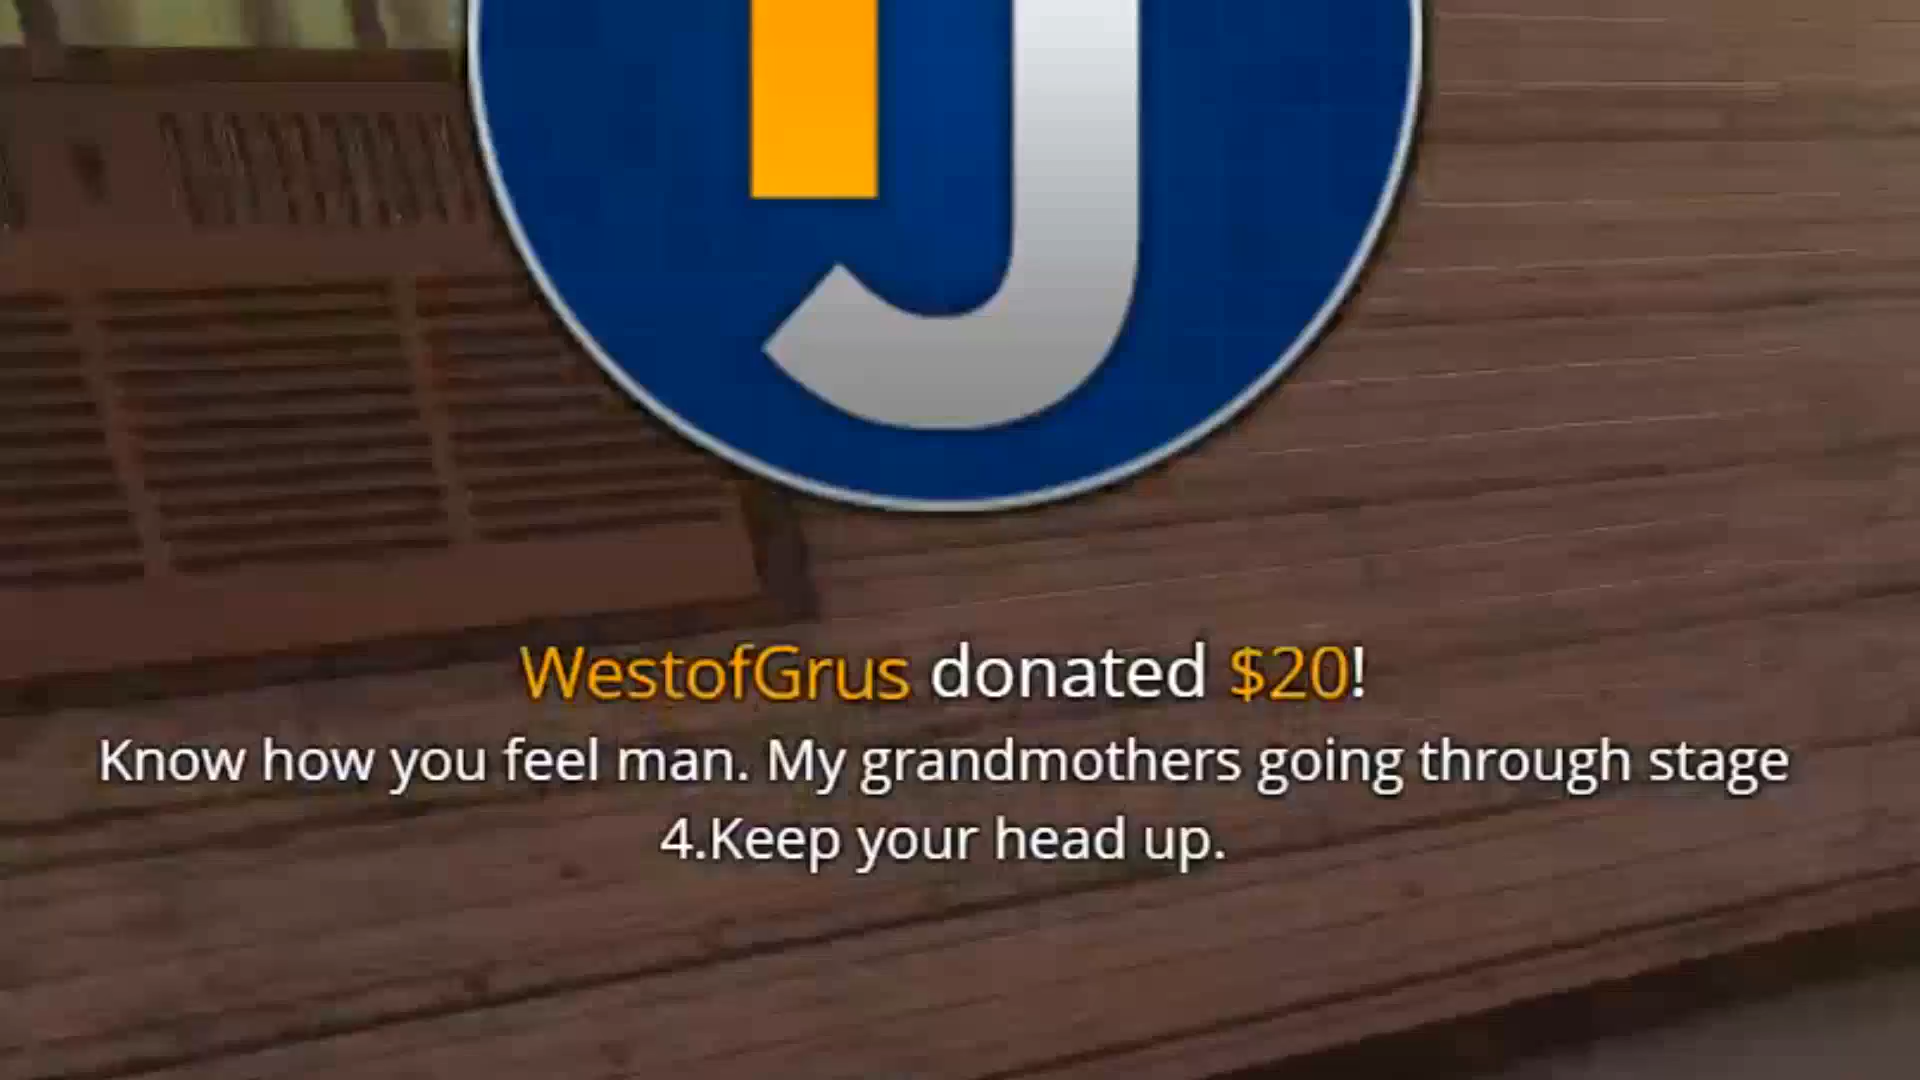 WestofGrus donated $20!
Know how you feel man. My grandmothers going through stage
4.Keep your head up.